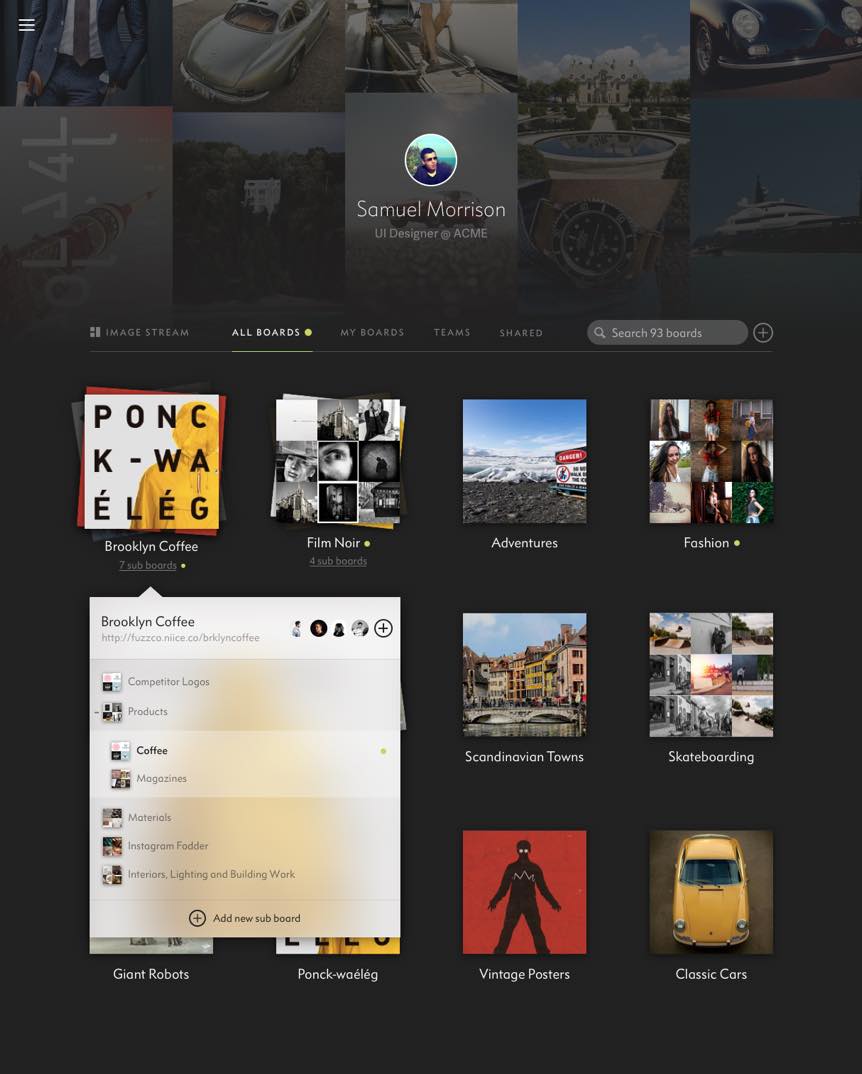 Samuel Morrison
UI Designer @ ACME
IMAGE STREAM
ALL BOARDS
MY BOARDS
TEAMS
SHARED
Search 93 boards
PONC
K-WA
ÉLÉG
Brooklyn Coffee
7 sub boards
Film Noir
4 sub boards
DANGER!
Adventures
Fashion
Brooklyn Coffee
http://fuzzco.niice.co/brklyncoffee
Competitor Logos
Products
Coffee
Magazines
Materials
Instagram Fodder
Interiors, Lighting and Building Work
Add new sub board
Scandinavian Towns
Skateboarding
Giant Robots
Ponck-waélég
Vintage Posters
Classic Cars